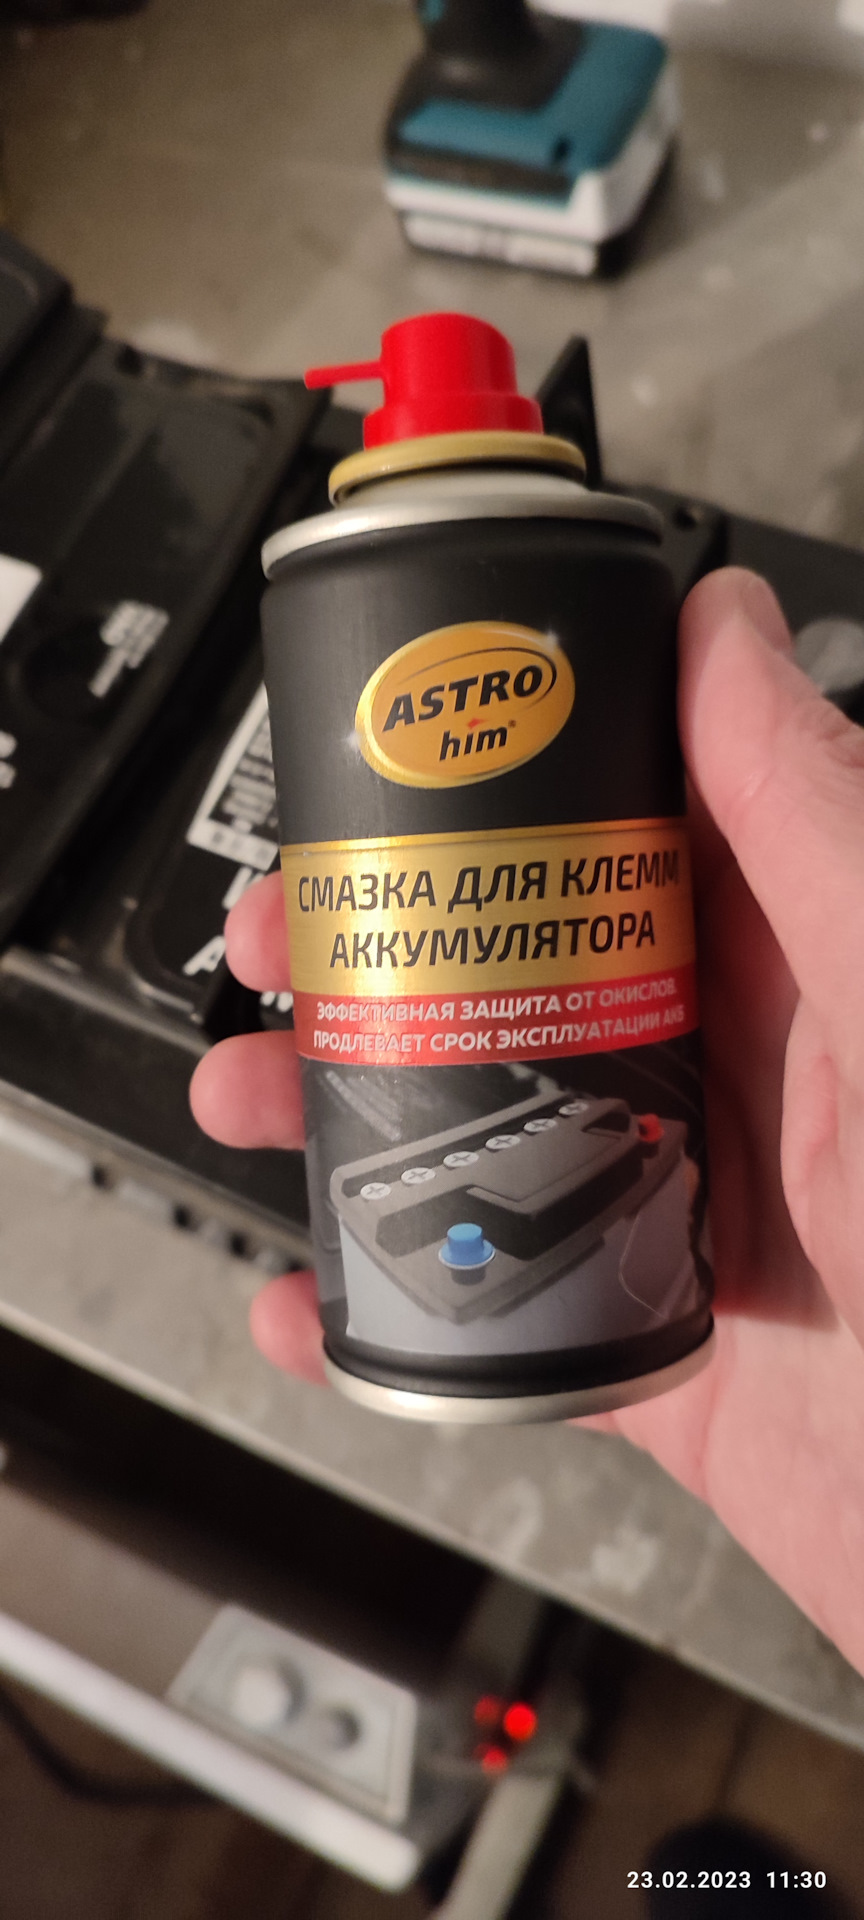 ASTRO
him®
СМАЗКА ДЛЯ КЛЕММ
АККУМУЛЯТОРА
ЭФФЕКТИВНАЯ ЗАЩИТА ОТ ОКИСЛОВ.
ПРОДЛЕВАЕТ СРОК ЭКСПЛУАТАЦИИ АКБ
23.02.2023 11:30